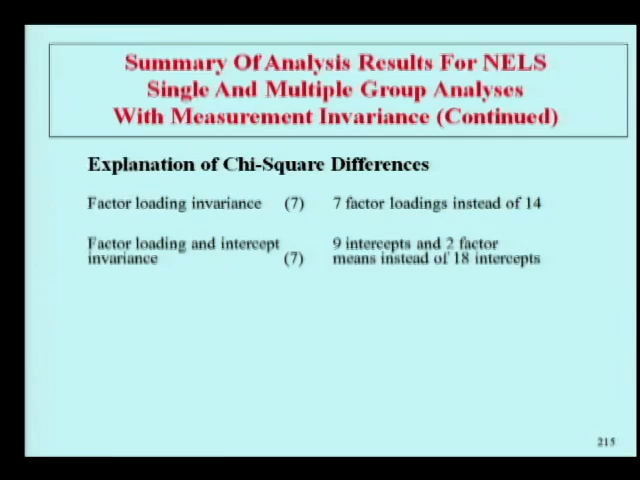 Summary Of Analysis Results For NELS
Single And Multiple Group Analyses
With Measurement Invariance (Continued)
Explanation of Chi-Square Differences
Factor loading invariance (7) 7 factor loadings instead of 14
Factor loading and intercept 9 intercepts and 2 factor
invariance (7) means instead of 18 intercepts
215